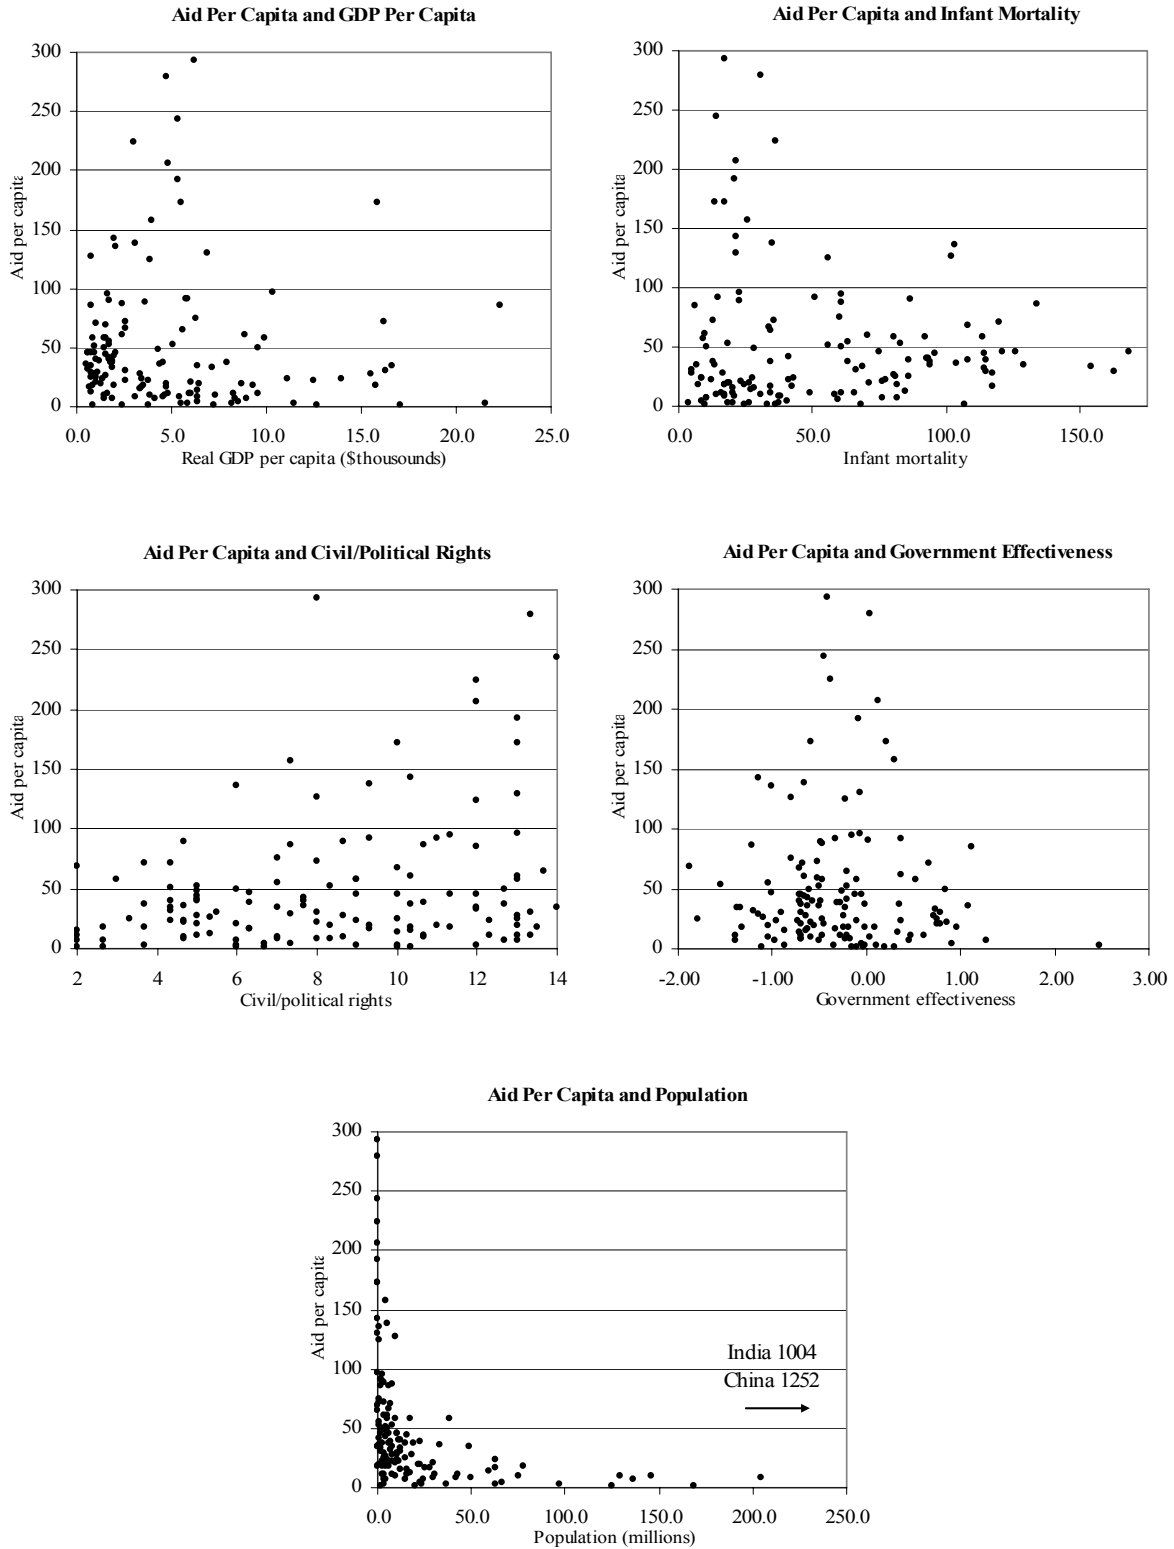 Aid Per Capita and GDP Per Capita
300
250
200
150
100
50
0
Aid per capita
0.0 5.0 10.0 15.0 20.0 25.0
Real GDP per capita ($thousounds)
Aid Per Capita and Infant Mortality
300
250
200
150
100
50
0
Aid per capita
0.0 50.0 100.0 150.0
Infant mortality
Aid Per Capita and Civil/Political Rights
300
250
200
150
100
50
0
Aid per capita
2 4 6 8 10 12 14
Civil/political rights
Aid Per Capita and Government Effectiveness
300
250
200
150
100
50
0
Aid per capita
-2.00 -1.00 0.00 1.00 2.00 3.00
Government effectiveness
Aid Per Capita and Population
300
250
200
150
100
50
0
Aid per capita
India 1004
China 1252
0.0 50.0 100.0 150.0 200.0 250.0
Population (millions)